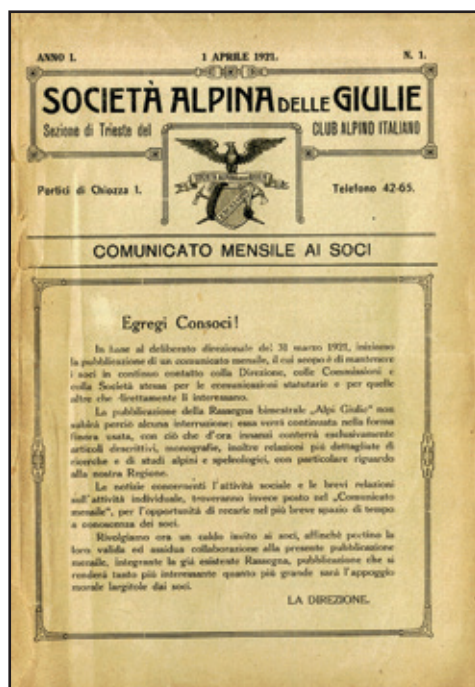 ANNO I. 1 APRILE 1921. N. 1.
SOCIETÀ ALPINA DELLE GIULIE
Sezione di Trieste del CLUB ALPINO ITALIANO
Portici di Chiozza 1. Telefono 42-65.
COMUNICATO MENSILE AI SOCI
Egregi Consoci!
In base al deliberato direzionale del 31 marzo 1921, iniziamo
la pubblicazione di un comunicato mensile, il cui scopo è di mantenere
i soci in continuo contatto colla Direzione, colle Commissioni e
colla Società stessa per le comunicazioni statutarie e per quelle
altre che direttamente li interessano.
La pubblicazione della Rassegna bimestrale „Alpi Giulie" non
subirà perciò alcuna interruzione; essa verrà continuata nella forma
finora usata, con ciò che d'ora innanzi conterrà esclusivamente
articoli descrittivi, monografie, inoltre relazioni più dettagliate di
ricerche e di studi alpini e speleologici, con particolare riguardo
alla nostra Regione.
Le notizie concernenti l'attività sociale e le brevi relazioni
sull'attività individuale, troveranno invece posto nel „Comunicato
mensile", per l'opportunità di recarle nel più breve spazio di tempo
a conoscenza dei soci.
Rivolgiamo ora un caldo invito ai soci, affinchè portino la
loro valida ed assidua collaborazione alla presente pubblicazione
mensile, integrante la già esistente Rassegna, pubblicazione che si
renderà tanto più interessante quanto più grande sarà l'appoggio
morale largitole dai soci.
LA DIREZIONE.